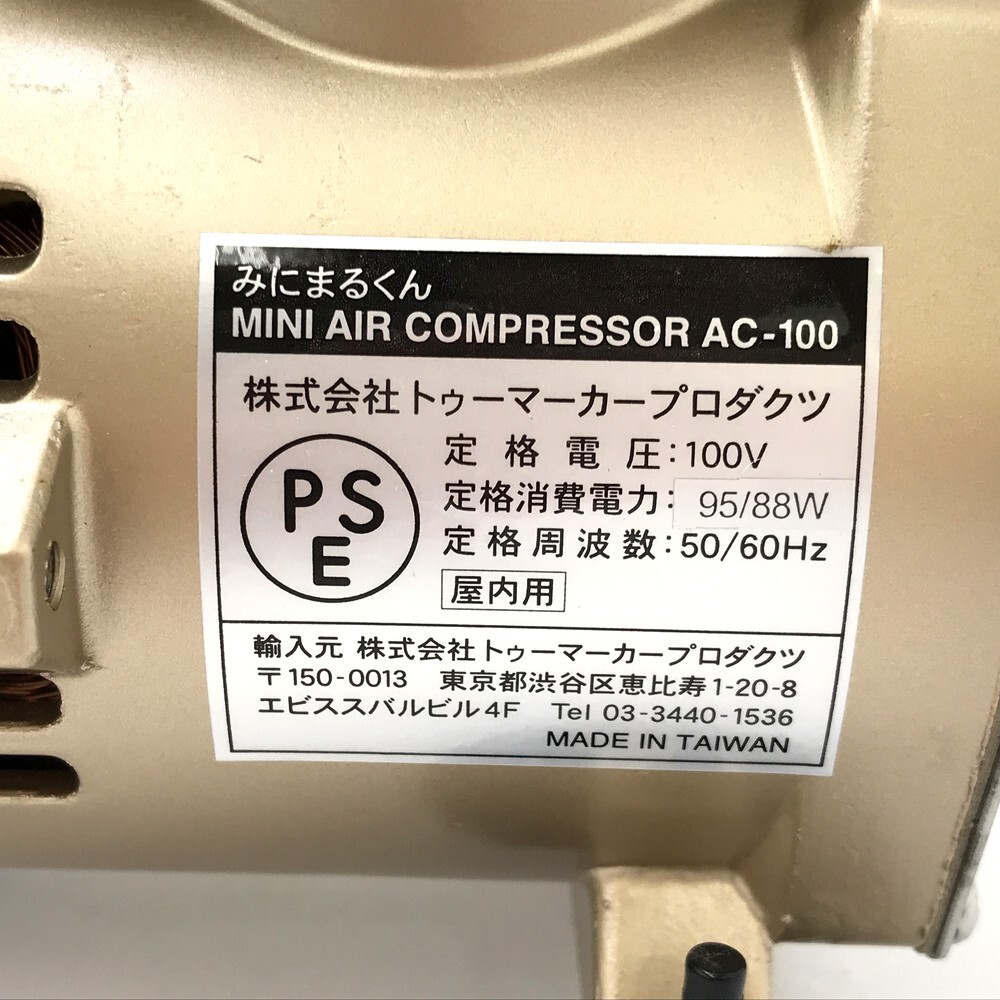 みにまるくん
MINI AIR COMPRESSOR AC-100
株式会社トゥーマーカープロダクツ
PS
E
定格電圧:100V
定格消費電力: 95/88W
定格周波数:50/60Hz
屋内用
輸入元 株式会社トゥーマーカープロダクツ
〒150-0013 東京都渋谷区恵比寿1-20-8
エビススバルビル4F Tel 03-3440-1536
MADE IN TAIWAN